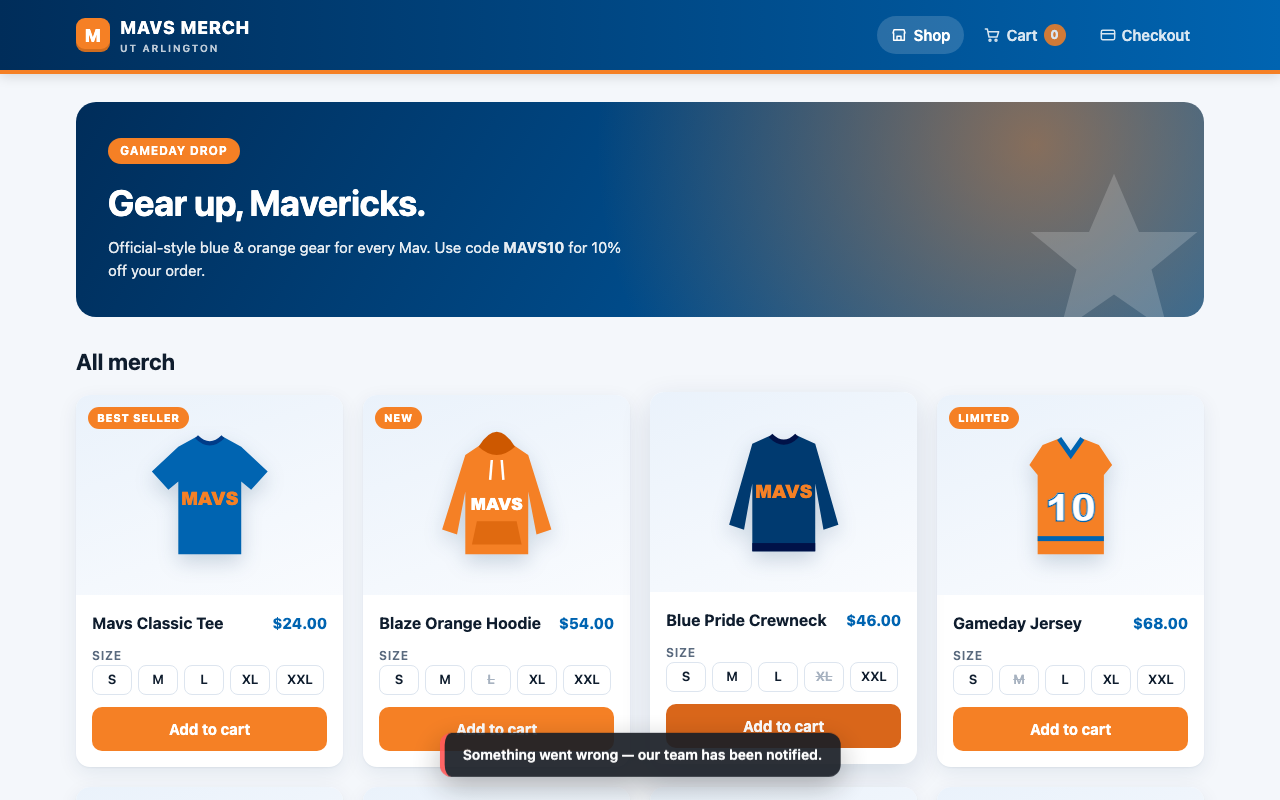 M
MAVS MERCH
UT ARLINGTON
Shop
Cart 0
Checkout
GAMEDAY DROP
Gear up, Mavericks.
Official-style blue & orange gear for every Mav. Use code MAVS10 for 10%
off your order.
All merch
BEST SELLER
MAVS
Mavs Classic Tee $24.00
SIZE
S M L XL XXL
Add to cart
NEW
MAVS
Blaze Orange Hoodie $54.00
SIZE
S M L XL XXL
Add to cart
MAVS
Blue Pride Crewneck $46.00
SIZE
S M L XL XXL
Add to cart
LIMITED
10
Gameday Jersey $68.00
SIZE
S M L XL XXL
Add to cart
Something went wrong — our team has been notified.